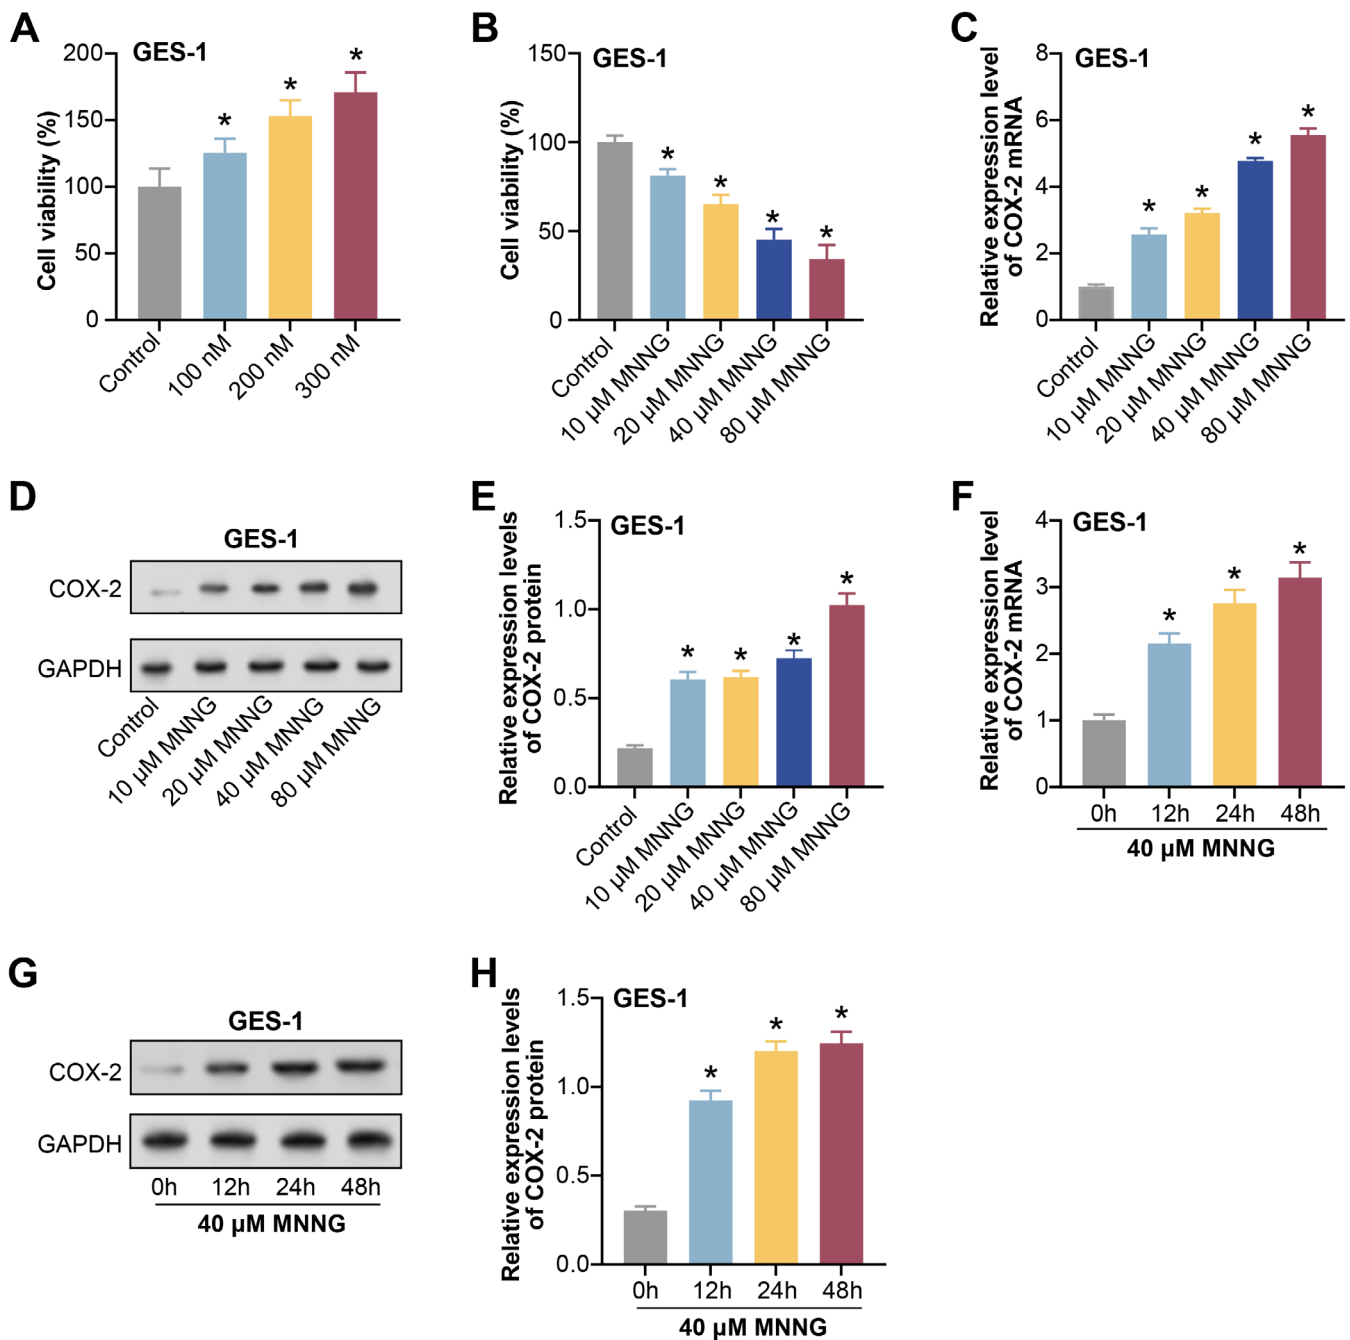 A
GES-1
Cell viability (%)
200
150
100
50
0
*
*
*
Control
100 nM
200 nM
300 nM
B
GES-1
Cell viability (%)
150
100
50
0
*
*
*
*
Control
10 µM MNNG
20 µM MNNG
40 µM MNNG
80 µM MNNG
C
GES-1
Relative expression level
of COX-2 mRNA
8
6
4
2
0
*
*
*
*
Control
10 µM MNNG
20 µM MNNG
40 µM MNNG
80 µM MNNG
D
GES-1
COX-2
GAPDH
Control
10 µM MNNG
20 µM MNNG
40 µM MNNG
80 µM MNNG
E
GES-1
Relative expression levels
of COX-2 protein
1.5
1.0
0.5
0.0
*
*
*
*
Control
10 µM MNNG
20 µM MNNG
40 µM MNNG
80 µM MNNG
F
GES-1
Relative expression level
of COX-2 mRNA
4
3
2
1
0
*
*
*
0h 12h 24h 48h
40 µM MNNG
G
GES-1
COX-2
GAPDH
0h 12h 24h 48h
40 µM MNNG
H
GES-1
Relative expression levels
of COX-2 protein
1.5
1.0
0.5
0.0
*
*
*
0h 12h 24h 48h
40 µM MNNG